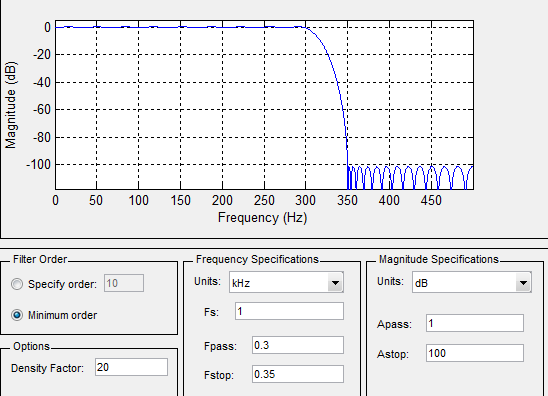 0
-20
-40
-60
-80
-100
Magnitude (dB)
0 50 100 150 200 250 300 350 400 450
Frequency (Hz)
Filter Order
Specify order: 10
Minimum order
Options
Density Factor: 20
Frequency Specifications
Units: kHz
Fs: 1
Fpass: 0.3
Fstop: 0.35
Magnitude Specifications
Units: dB
Apass: 1
Astop: 100